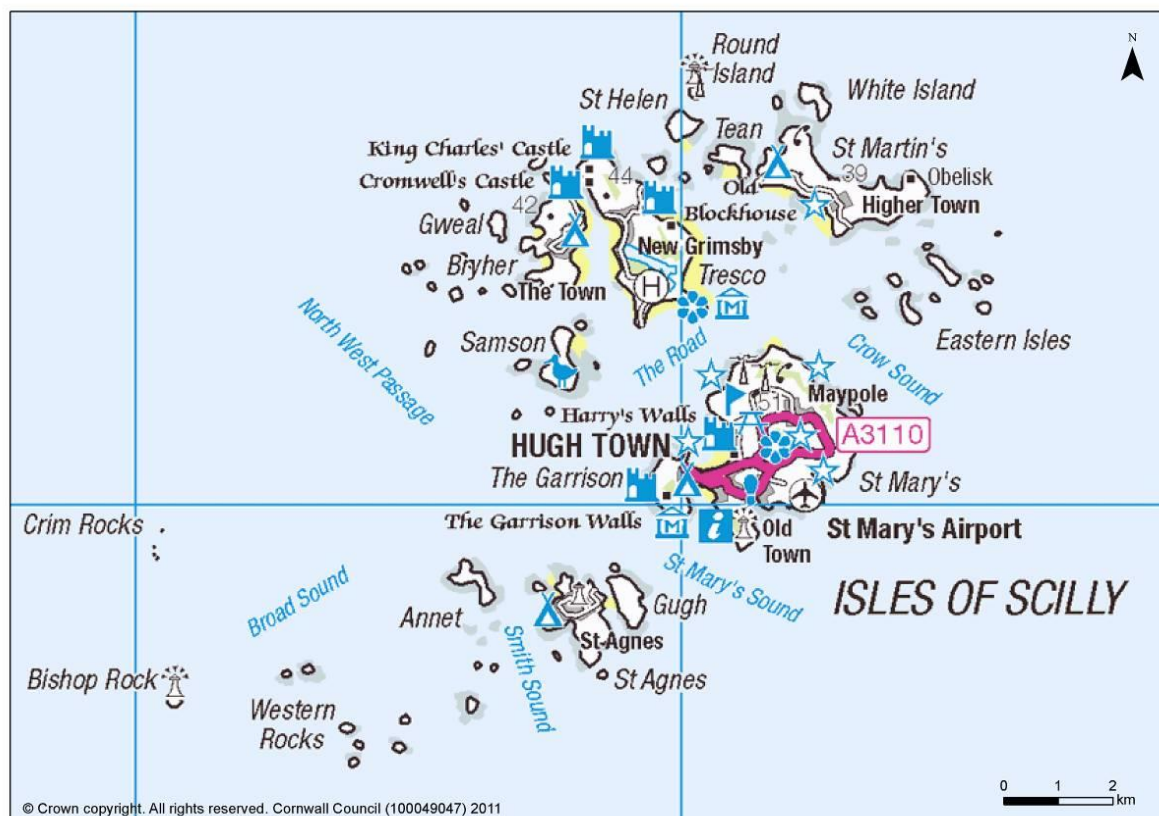 N
Round
Island
White Island
St Helen
Tean
King Charles' Castle
St Martin's
Cromwell's Castle
44
39
Obelisk
Old
Blockhouse
42
Higher Town
Gweal
New Grimsby
Bryher
Tresco
The Town
H
M
Eastern Isles
North West Passage
Samson
The Road
Crow Sound
Maypole
51
Harry's Walls
HUGH TOWN
A3110
The Garrison
St Mary's
The Garrison Walls
M
i
Old
Town
St Mary's Airport
Crim Rocks
St Mary's Sound
ISLES OF SCILLY
Broad Sound
Annet
Gugh
Smith Sound
St Agnes
St Agnes
Bishop Rock
Western
Rocks
0 1 2
km
© Crown copyright. All rights reserved. Cornwall Council (100049047) 2011